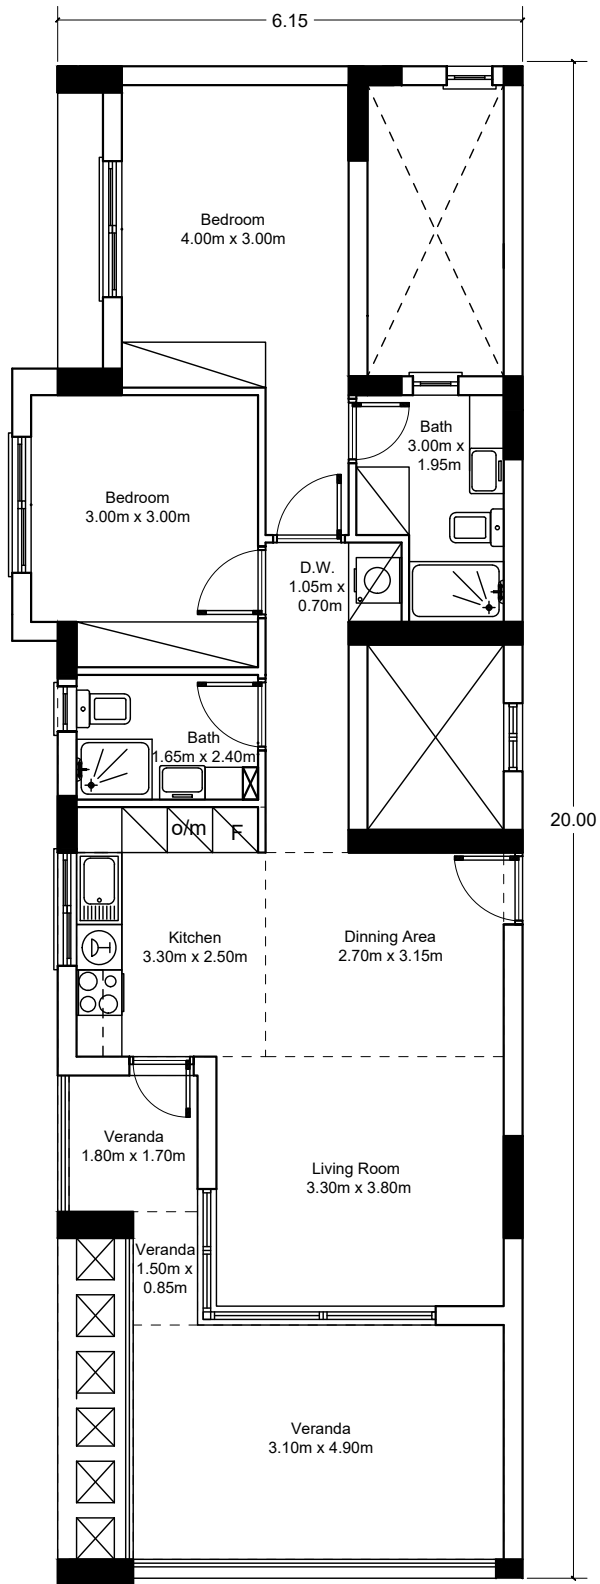 6.15
Bedroom
4.00m x 3.00m
Bath
3.00m x
1.95m
Bedroom
3.00m x 3.00m
D.W.
1.05m x
0.70m
Bath
1.65m x 2.40m
o/m
F
20.00
Kitchen
3.30m x 2.50m
Dinning Area
2.70m x 3.15m
Veranda
1.80m x 1.70m
Living Room
3.30m x 3.80m
Veranda
1.50m x
0.85m
Veranda
3.10m x 4.90m